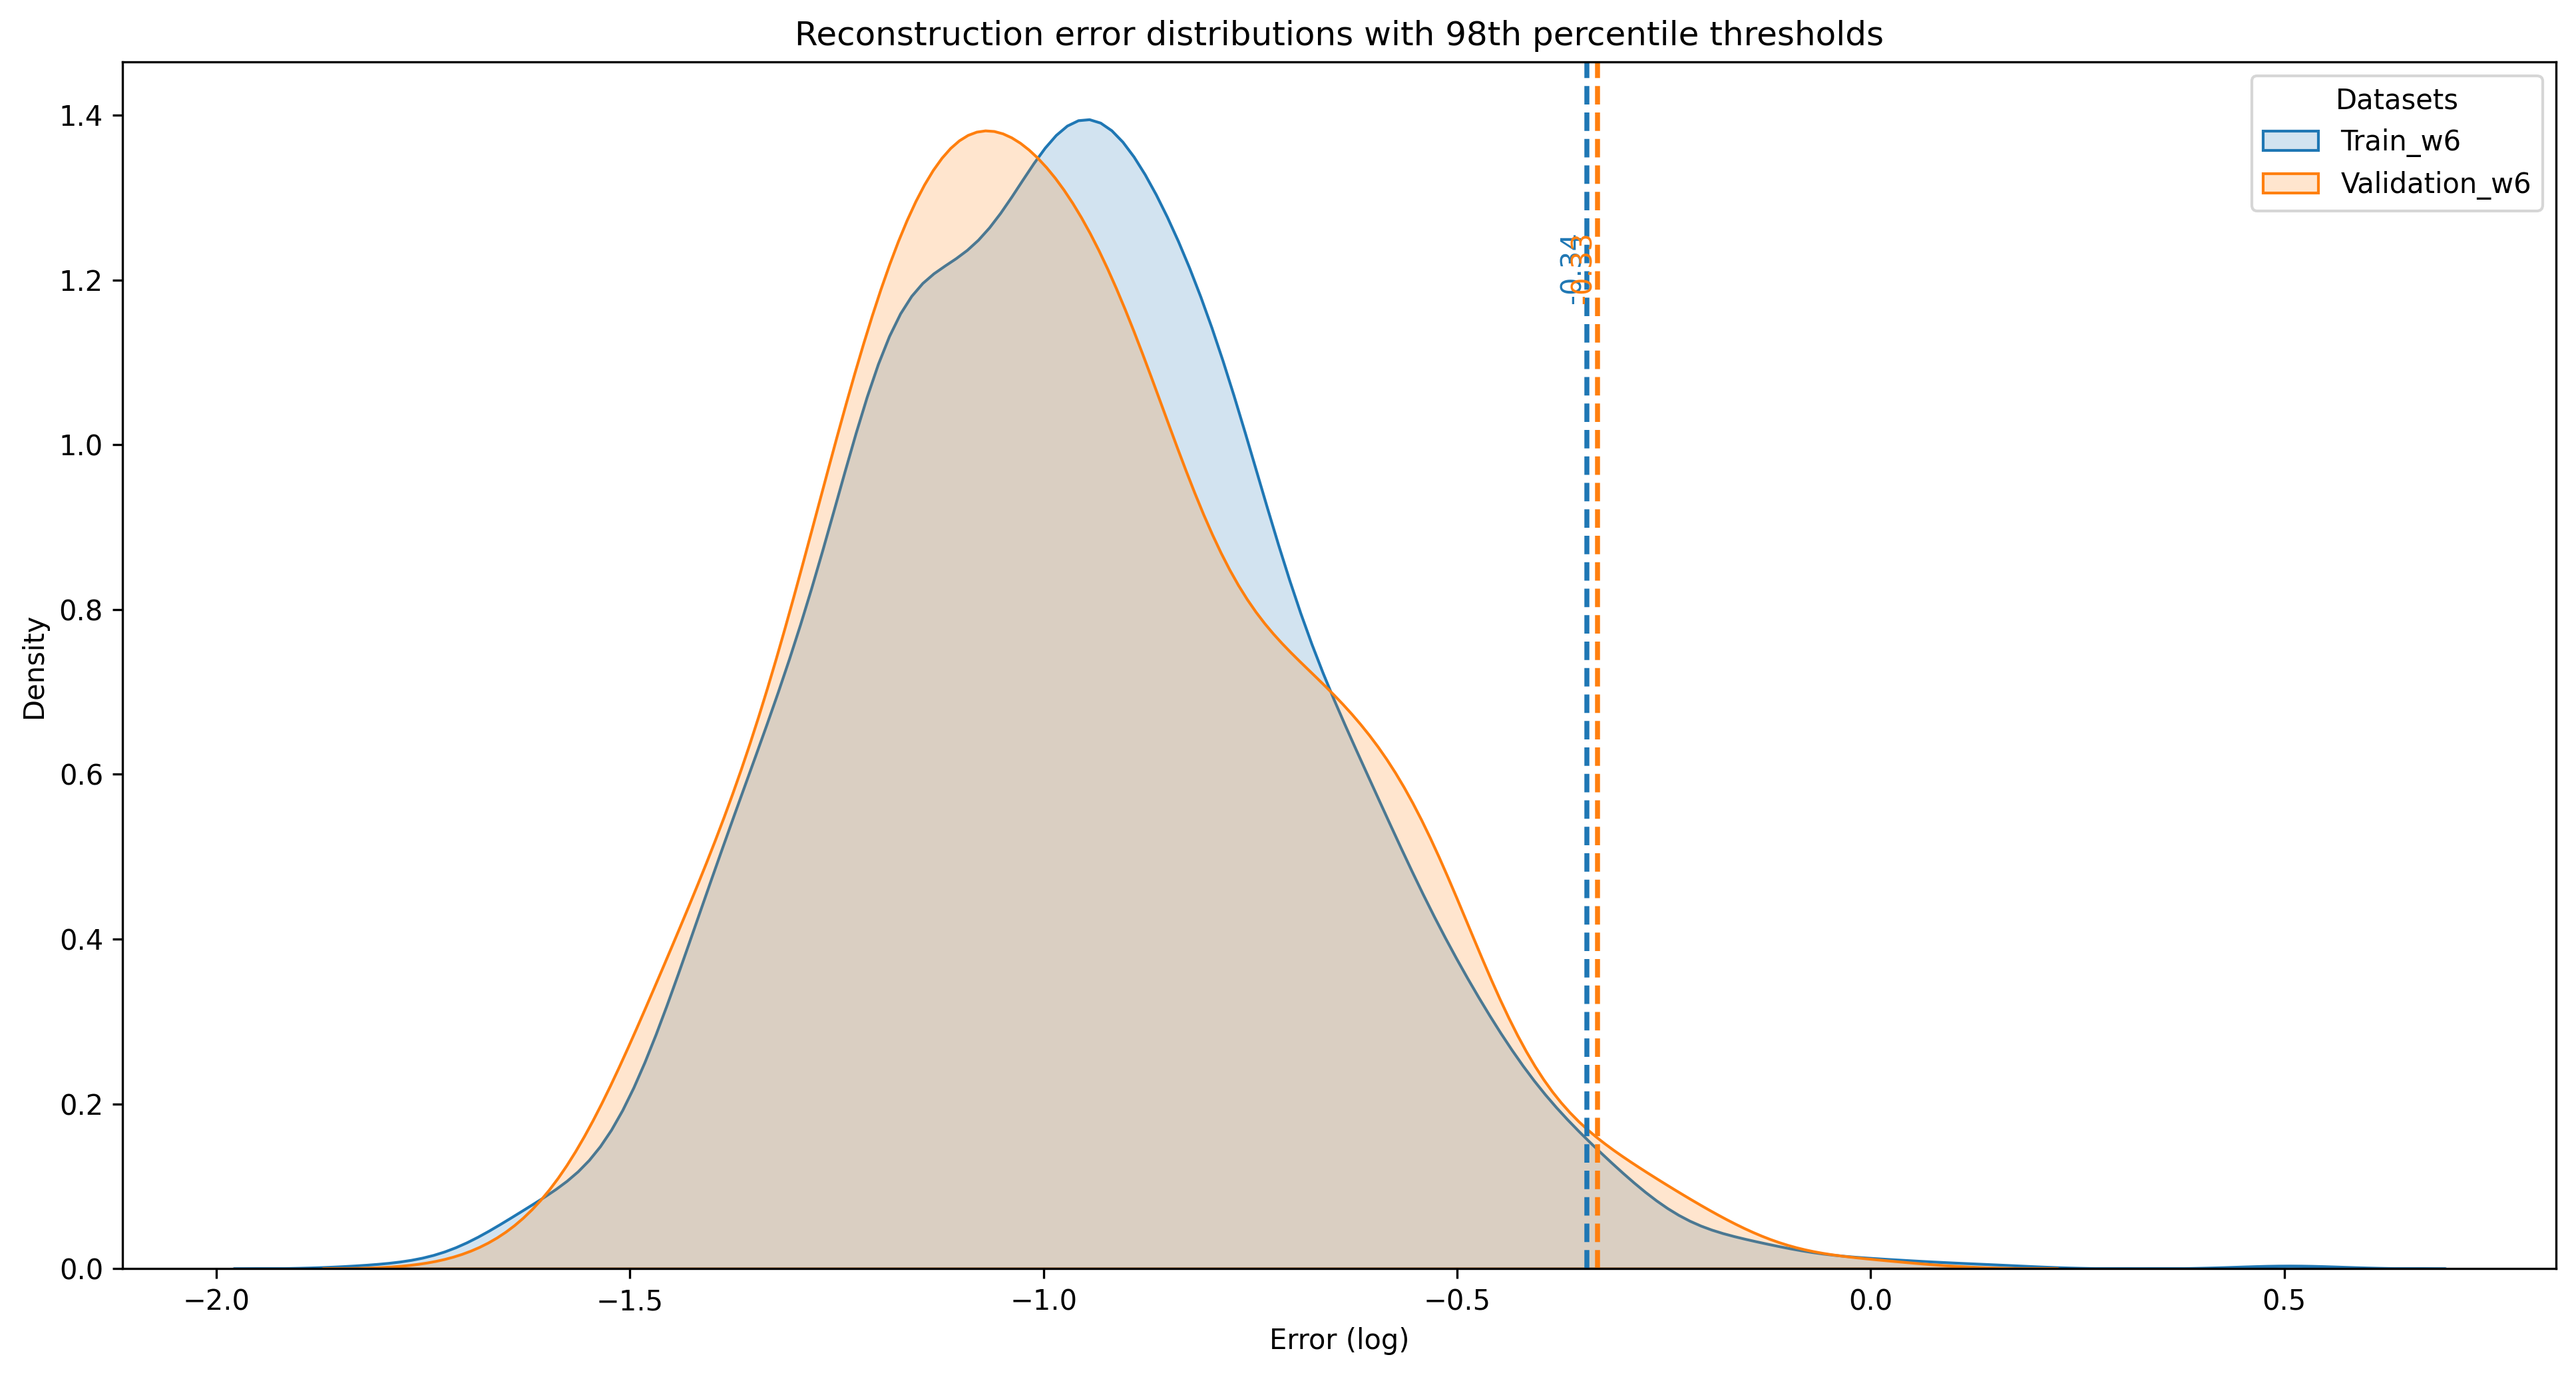 Reconstruction error distributions with 98th percentile thresholds
Datasets
Train_w6
Validation_w6
-0.34
-0.33
1.4
1.2
1.0
0.8
0.6
0.4
0.2
0.0
Density
−2.0
−1.5
−1.0
−0.5
0.0
0.5
Error (log)